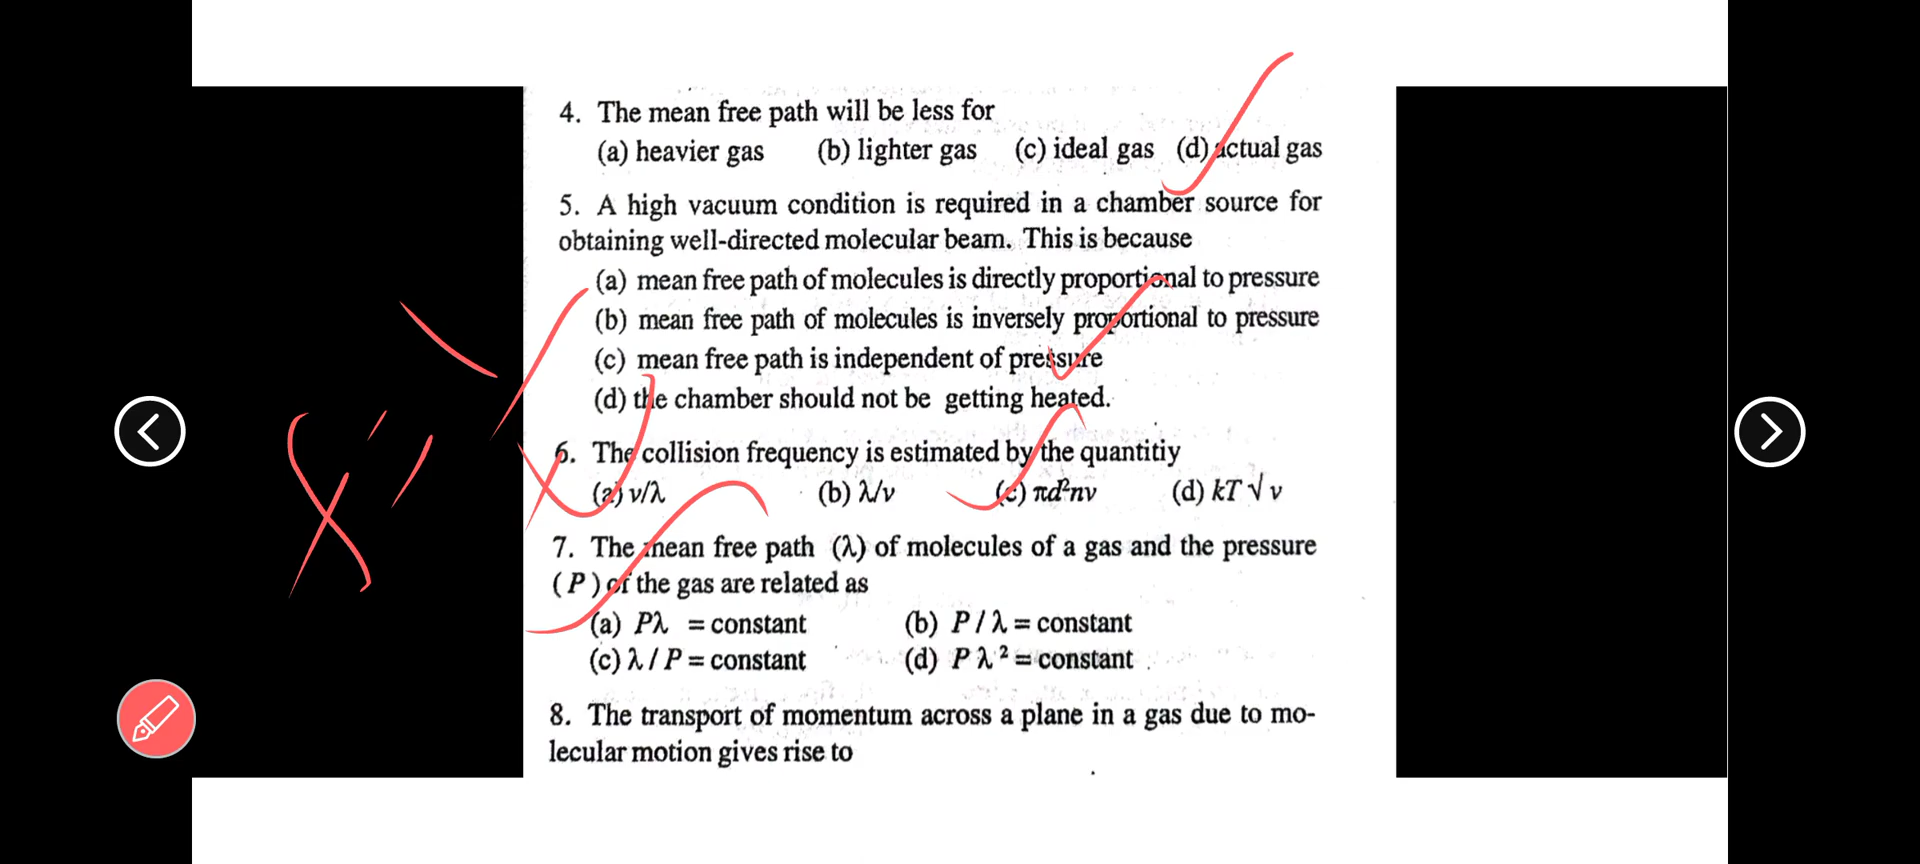 4. The mean free path will be less for
(a) heavier gas (b) lighter gas (c) ideal gas (d) actual gas
5. A high vacuum condition is required in a chamber source for
obtaining well-directed molecular beam. This is because
(a) mean free path of molecules is directly proportional to pressure
(b) mean free path of molecules is inversely proportional to pressure
(c) mean free path is independent of pressure
(d) the chamber should not be getting heated.
6. The collision frequency is estimated by the quantitiy
(a) v/λ (b) λ/v (c) πd²nv (d) kT √ v
7. The mean free path (λ) of molecules of a gas and the pressure
( P ) of the gas are related as
(a) Pλ = constant (b) P / λ = constant
(c) λ / P = constant (d) P λ ² = constant
8. The transport of momentum across a plane in a gas due to mo-
lecular motion gives rise to